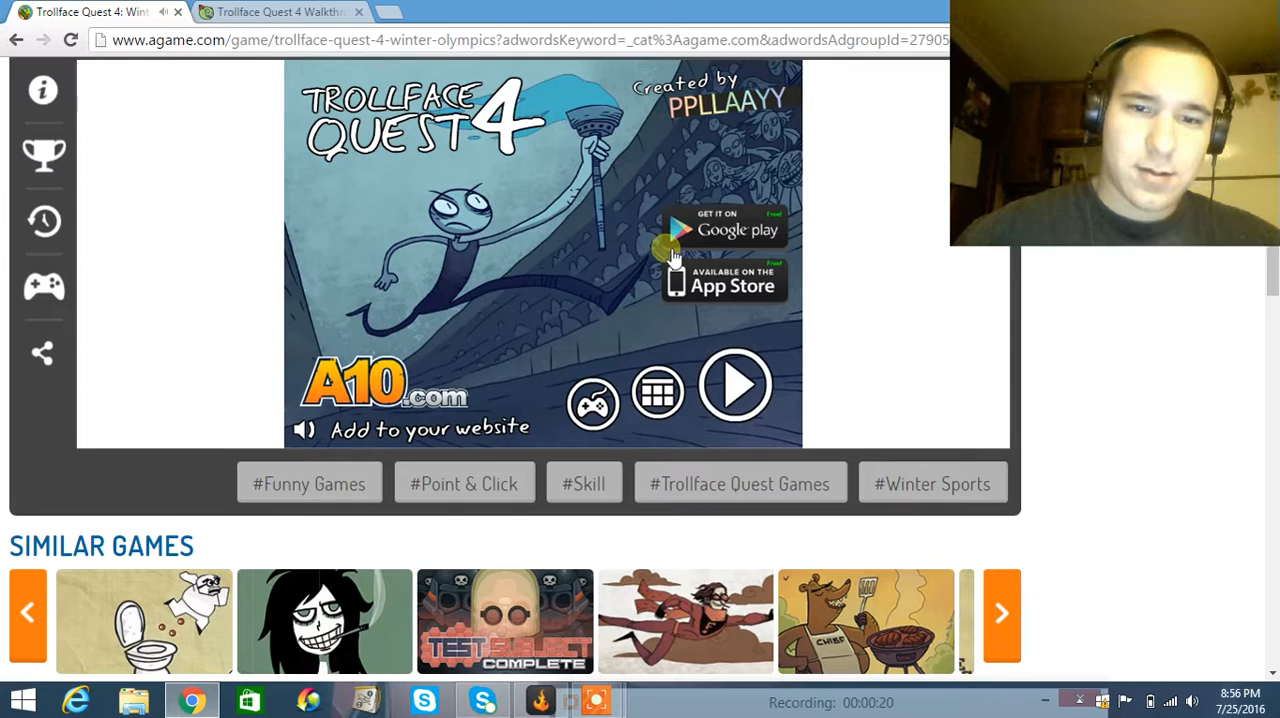 Trollface Quest 4: Wint
Trollface Quest 4 Walkthr
www.agame.com/game/trollface-quest-4-winter-olympics?adwordsKeyword=_cat%3Aagame.com&adwordsAdgroupId=27905
TROLLFACE
QUEST 4
Created by
PPLLAAYY
GET IT ON
Free!
Google play
Free!
AVAILABLE ON THE
App Store
A10.com
Add to your website
#Funny Games
#Point & Click
#Skill
#Trollface Quest Games
#Winter Sports
SIMILAR GAMES
TEST SUBJECT
COMPLETE
CHIEF
Recording: 00:00:20
8:56 PM
7/25/2016